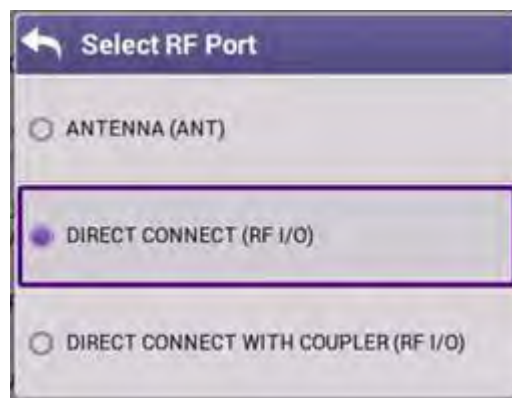 Select RF Port
ANTENNA (ANT)
DIRECT CONNECT (RF I/O)
DIRECT CONNECT WITH COUPLER (RF I/O)